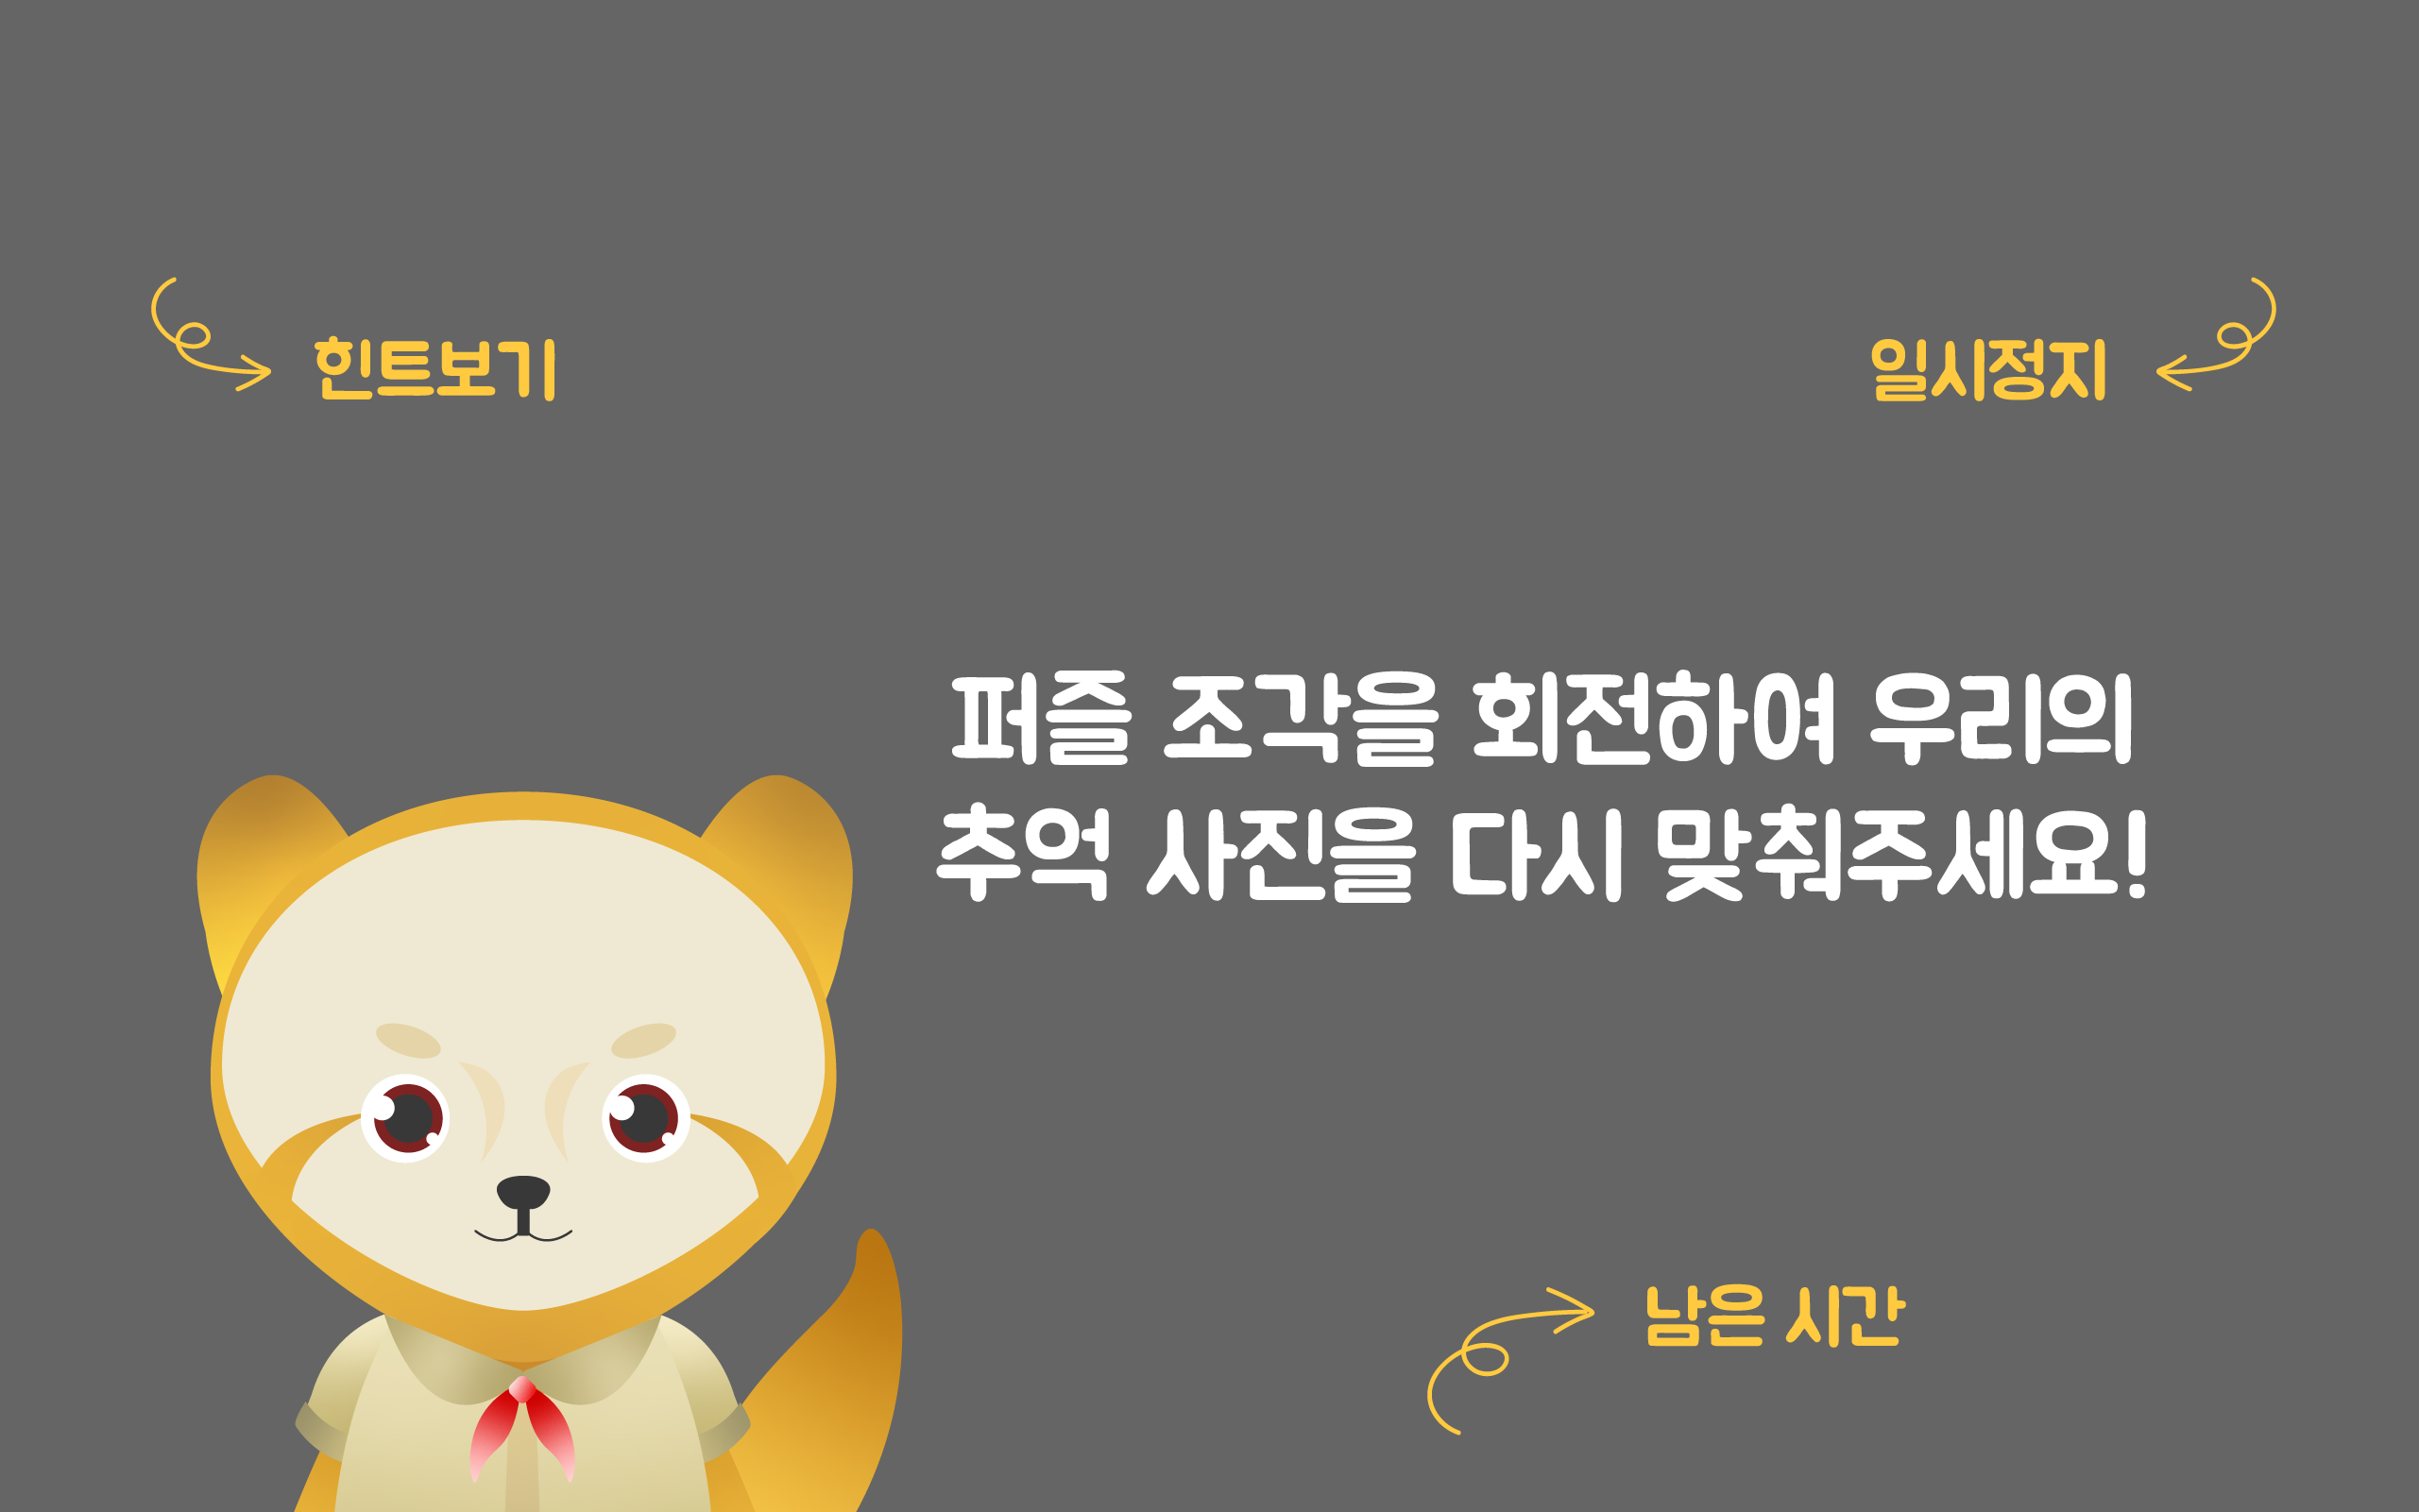 힌트보기
일시정지
퍼즐 조각을 회전하여 우리의
추억 사진을 다시 맞춰주세요!
남은 시간